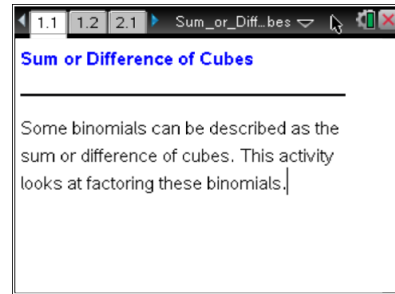 1.1 1.2 2.1 Sum_or_Diff...bes
Sum or Difference of Cubes
Some binomials can be described as the
sum or difference of cubes. This activity
looks at factoring these binomials.